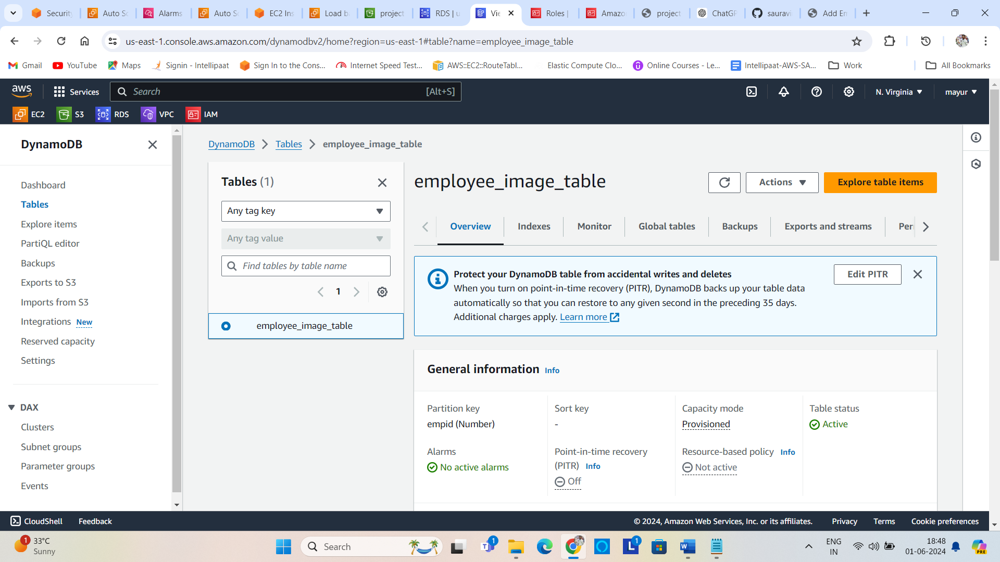 Security
Auto Sc
Alarms
Auto Sc
EC2 Ins
Load ba
project
RDS | u
Vie
Roles |
Amazo
project
ChatGP
sauravi
Add Em
us-east-1.console.aws.amazon.com/dynamodbv2/home?region=us-east-1#table?name=employee_image_table
Gmail
YouTube
Maps
Signin - Intellipaat
Sign In to the Cons...
Internet Speed Test...
AWS::EC2::RouteTabl...
Elastic Compute Clo...
Online Courses - Le...
Intellipaat-AWS-SA...
Work
All Bookmarks
aws
Services
Search
[Alt+S]
N. Virginia
mayur
EC2
S3
RDS
VPC
IAM
DynamoDB
Dashboard
Tables
Explore items
PartiQL editor
Backups
Exports to S3
Imports from S3
Integrations New
Reserved capacity
Settings
DAX
Clusters
Subnet groups
Parameter groups
Events
DynamoDB
Tables
employee_image_table
Tables (1)
Any tag key
Any tag value
Find tables by table name
1
employee_image_table
employee_image_table
Actions
Explore table items
Overview
Indexes
Monitor
Global tables
Backups
Exports and streams
Per
Protect your DynamoDB table from accidental writes and deletes
When you turn on point-in-time recovery (PITR), DynamoDB backs up your table data
automatically so that you can restore to any given second in the preceding 35 days.
Additional charges apply. Learn more
Edit PITR
General information Info
Partition key
empid (Number)
Sort key
-
Capacity mode
Provisioned
Table status
Active
Alarms
No active alarms
Point-in-time recovery
(PITR) Info
Off
Resource-based policy Info
Not active
CloudShell
Feedback
© 2024, Amazon Web Services, Inc. or its affiliates.
Privacy
Terms
Cookie preferences
1
33°C
Sunny
Search
1
1
ENG
IN
18:48
01-06-2024
PRE